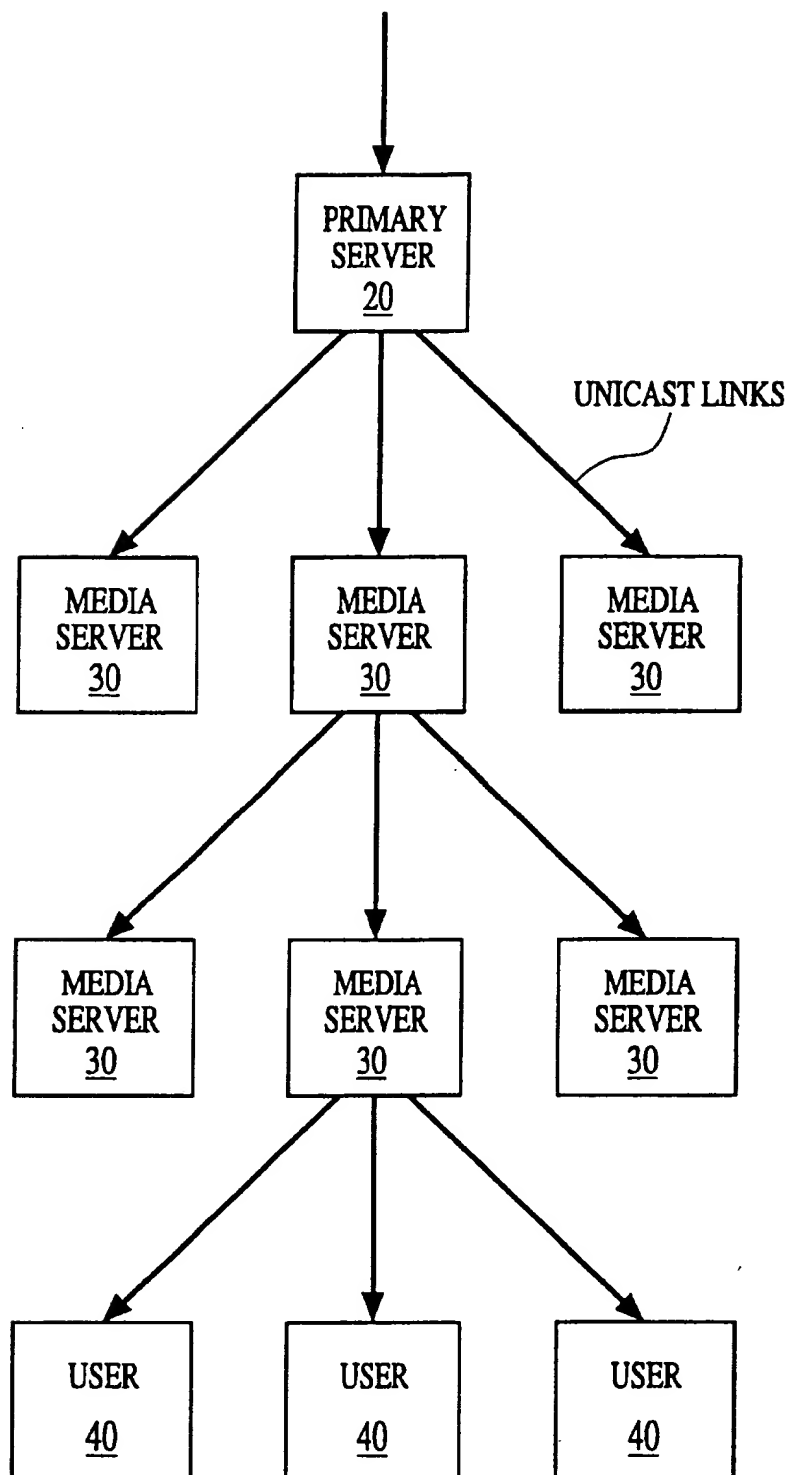 PRIMARY
SERVER
20
UNICAST LINKS
MEDIA
SERVER
30
MEDIA
SERVER
30
MEDIA
SERVER
30
MEDIA
SERVER
30
MEDIA
SERVER
30
MEDIA
SERVER
30
USER
40
USER
40
USER
40